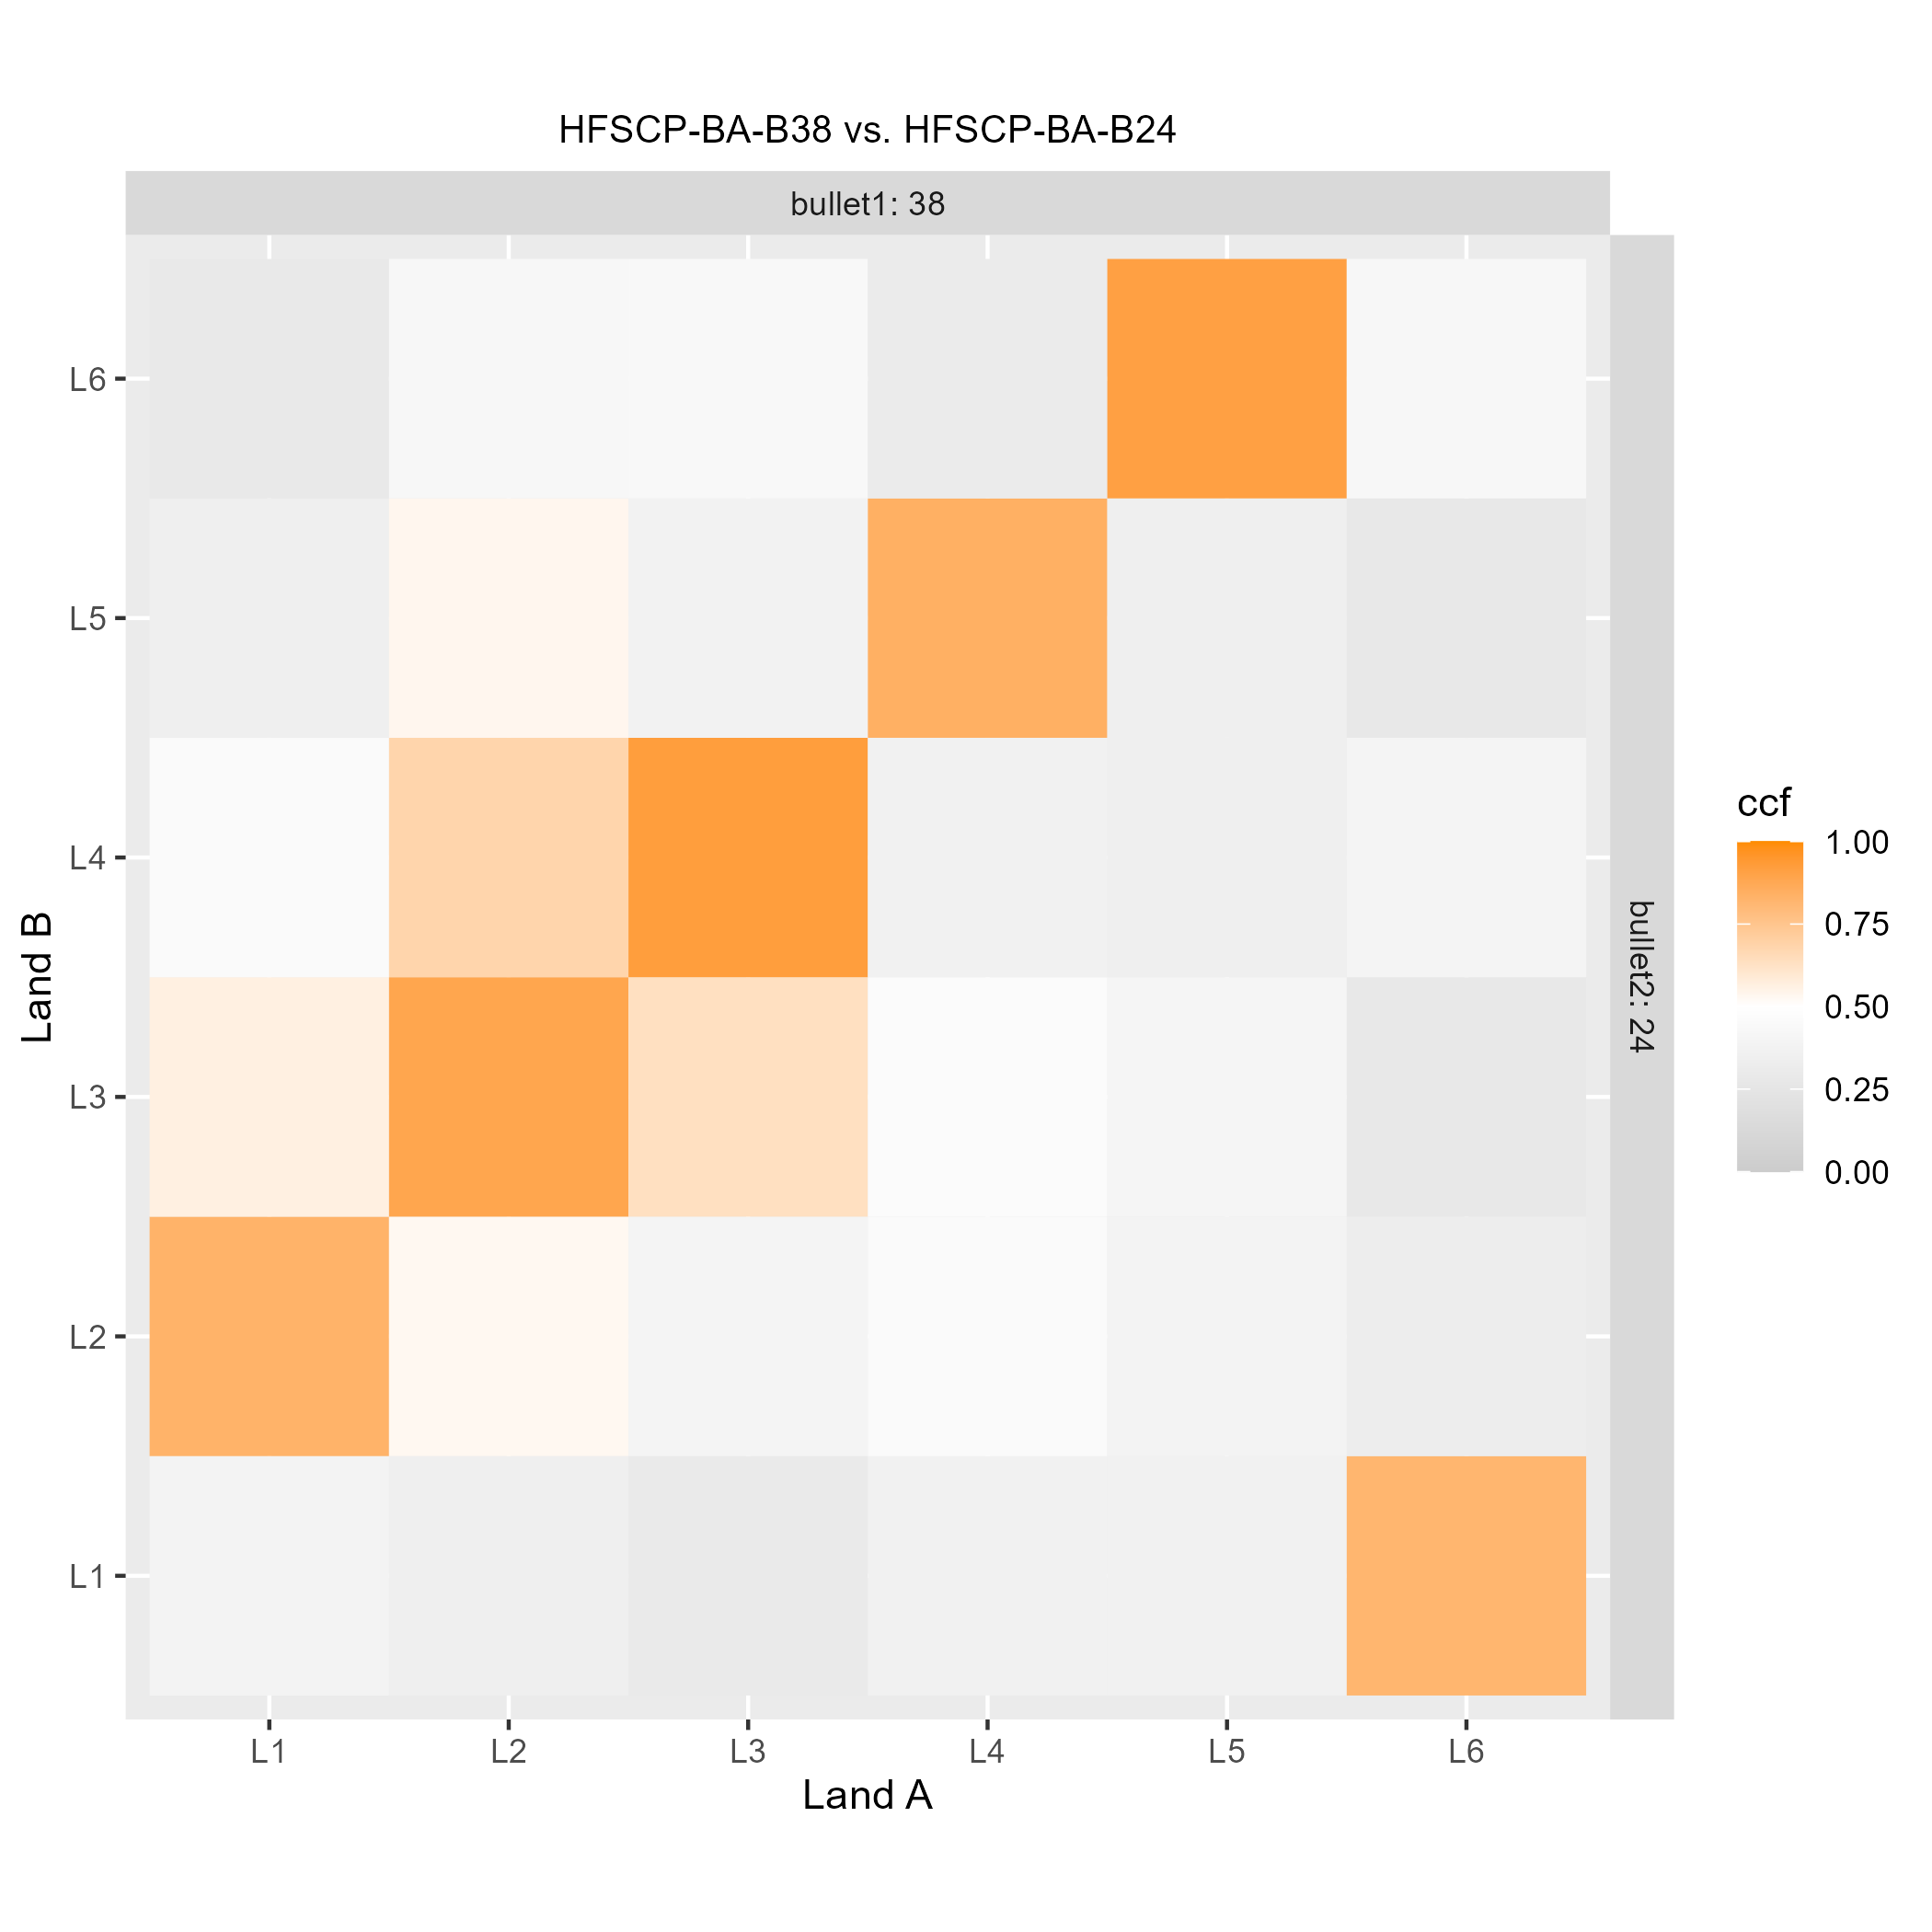 HFSCP-BA-B38 vs. HFSCP-BA-B24
bullet1: 38
L6
L5
L4
L3
L2
L1
Land B
bullet2: 24
L1
L2
L3
L4
L5
L6
Land A
ccf
1.00
0.75
0.50
0.25
0.00